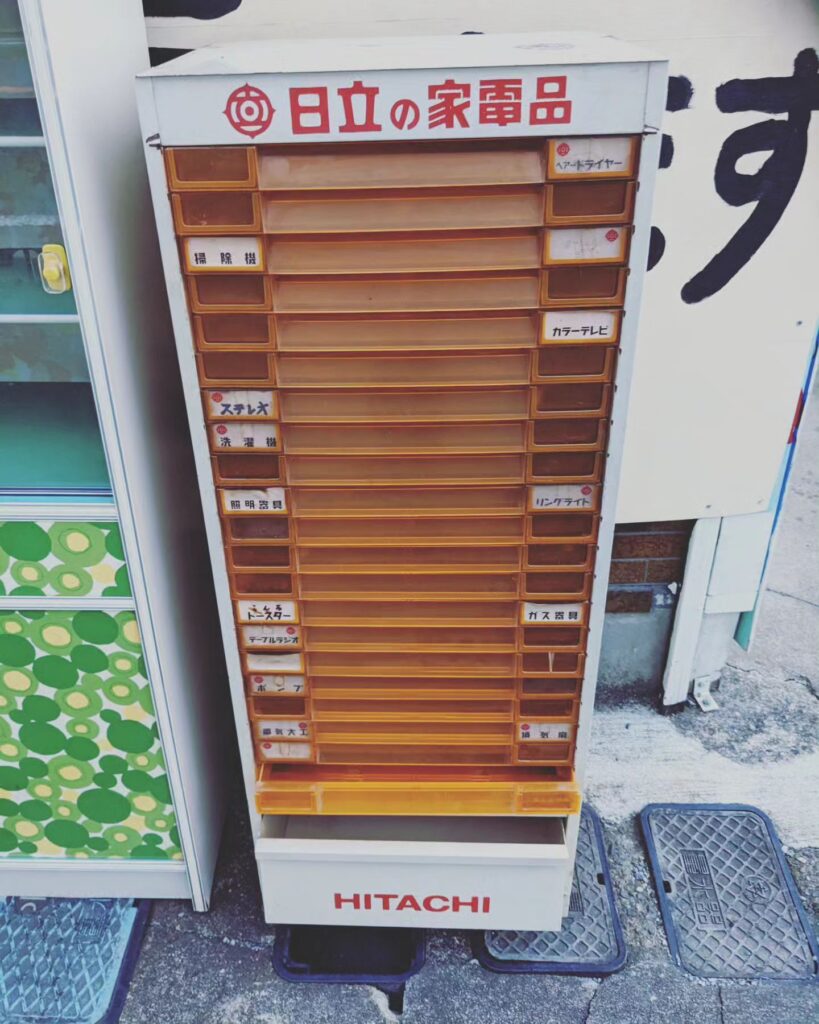 日立の家電品
ヘアードライヤー
掃除機
カラーテレビ
ステレオ
洗濯機
照明器具
リングライト
トースター
ガス器具
テーブルラジオ
ポンプ
電気大工
換気扇
HITACHI
す